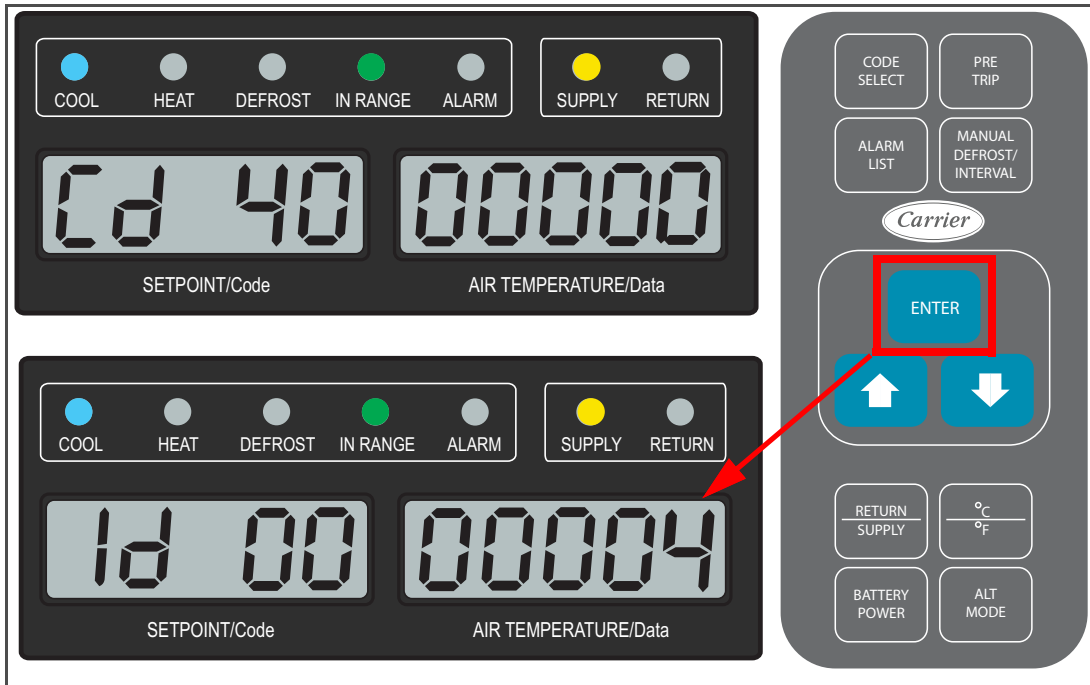 COOL HEAT DEFROST IN RANGE ALARM SUPPLY RETURN
Cd 40 00000
SETPOINT/Code AIR TEMPERATURE/Data
COOL HEAT DEFROST IN RANGE ALARM SUPPLY RETURN
Id 00 00004
SETPOINT/Code AIR TEMPERATURE/Data
CODE
SELECT
PRE
TRIP
ALARM
LIST
MANUAL
DEFROST/
INTERVAL
Carrier
ENTER
RETURN
SUPPLY
°C
°F
BATTERY
POWER
ALT
MODE